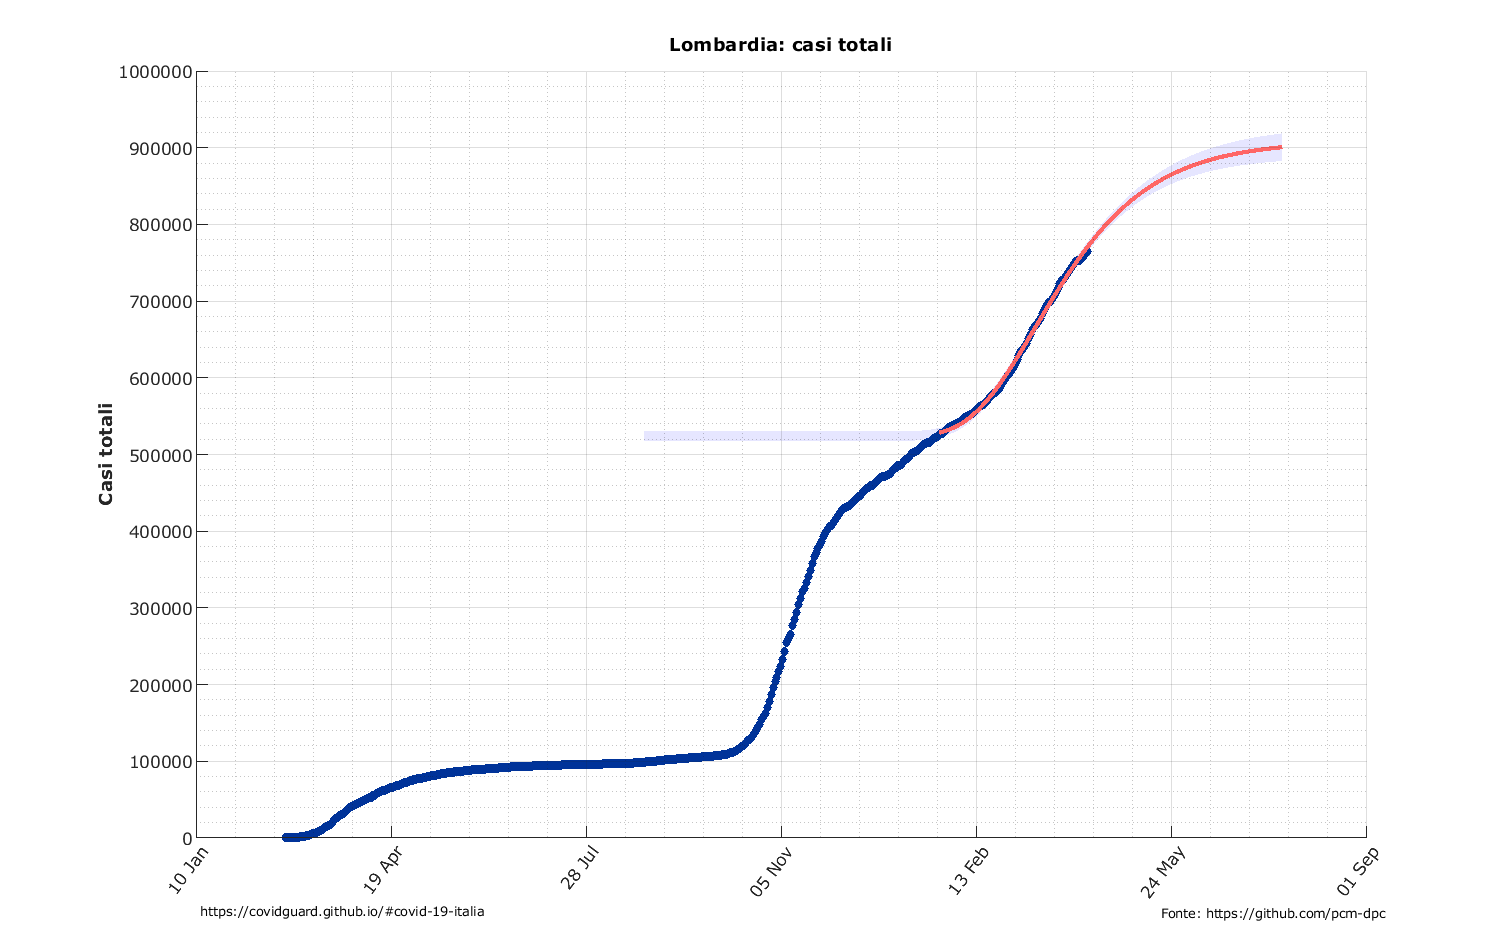 Lombardia: casi totali
1000000
900000
800000
700000
600000
500000
400000
300000
200000
100000
0
Casi totali
10 Jan
19 Apr
28 Jul
05 Nov
13 Feb
24 May
01 Sep
https://covidguard.github.io/#covid-19-italia
Fonte: https://github.com/pcm-dpc